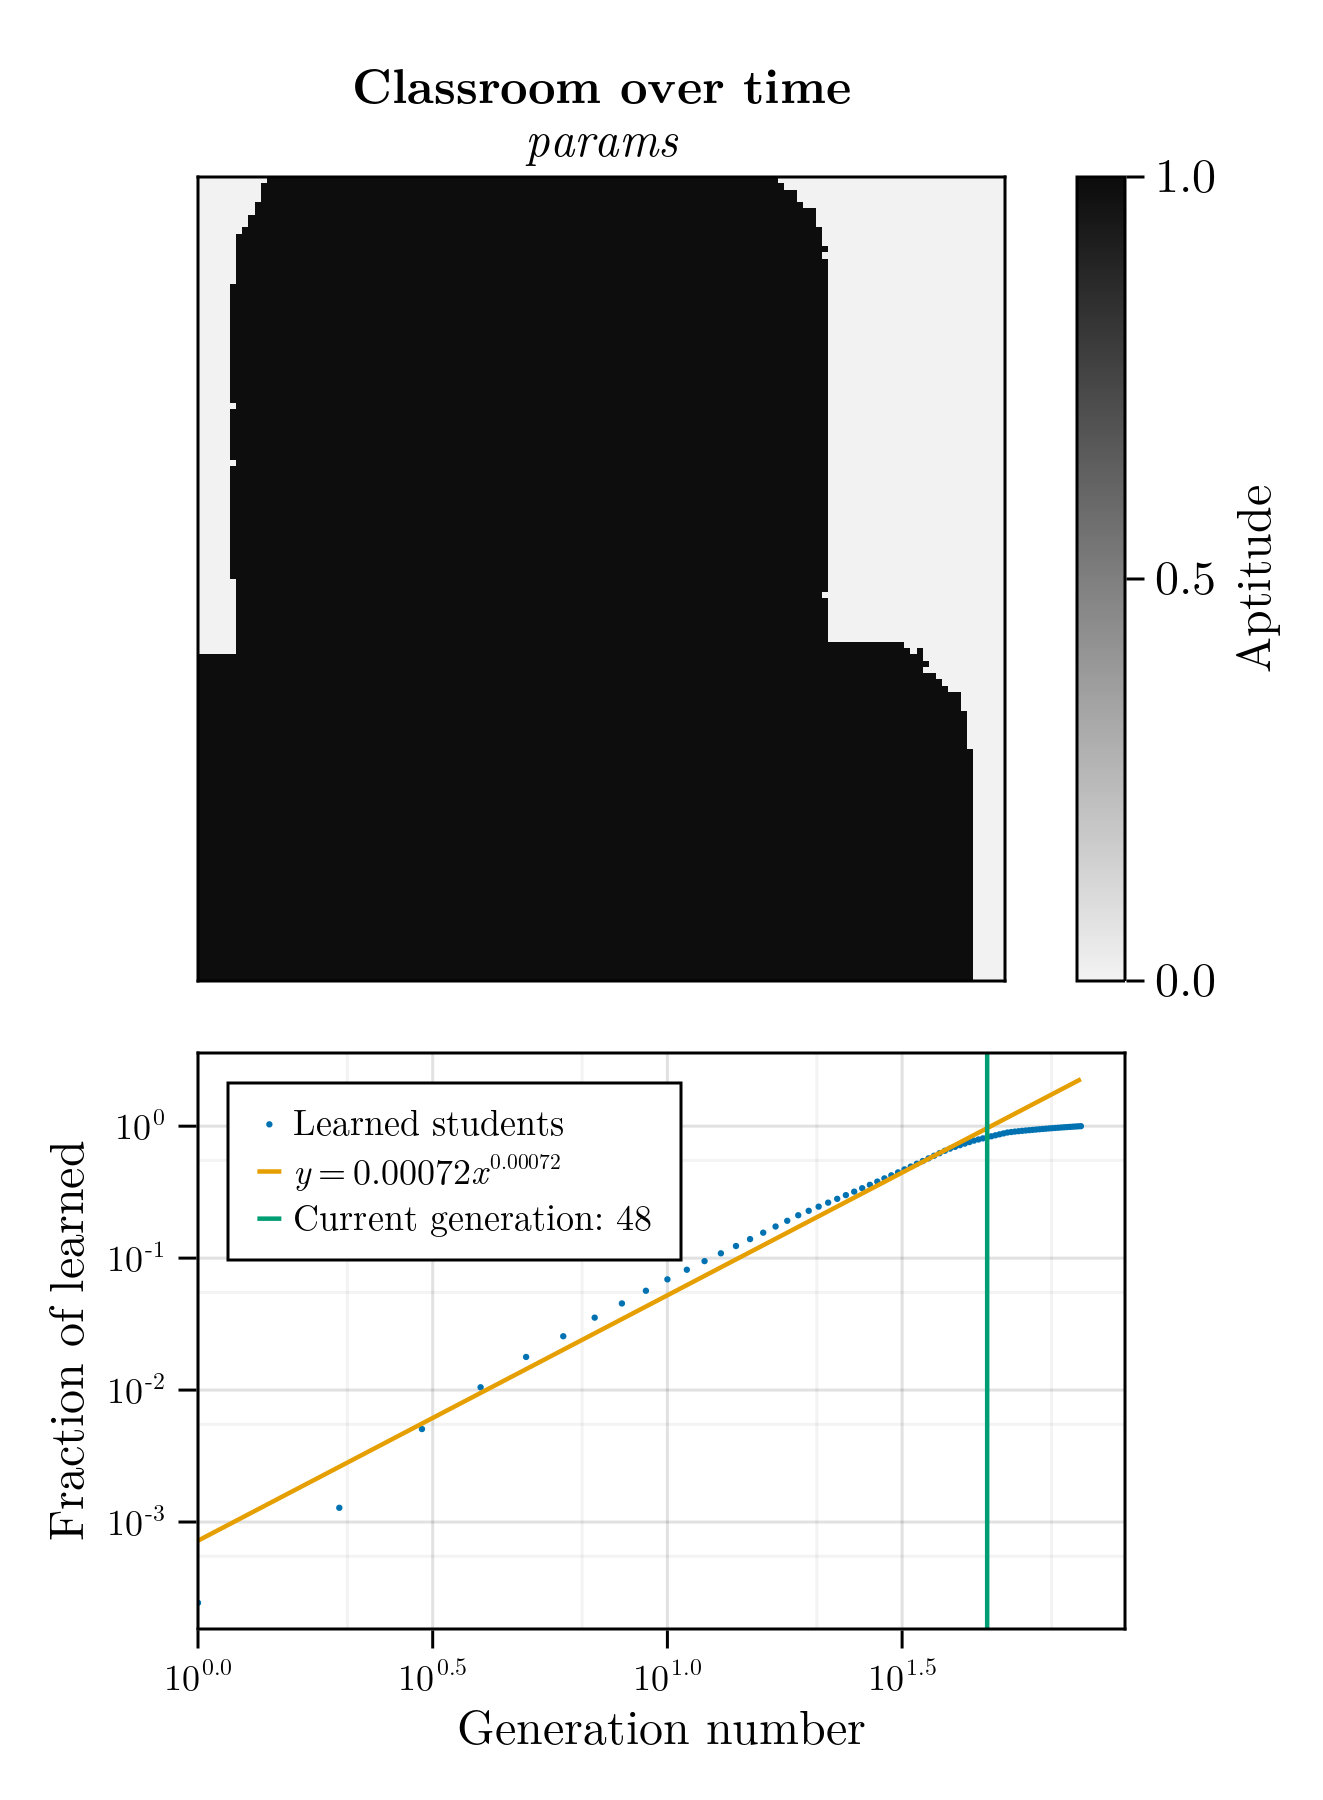 Classroom over time
params
1.0
0.5
0.0
Aptitude
Learned students
y = 0.00072x^0.00072
Current generation: 48
10^0
10^-1
10^-2
10^-3
Fraction of learned
10^0.0 10^0.5 10^1.0 10^1.5
Generation number